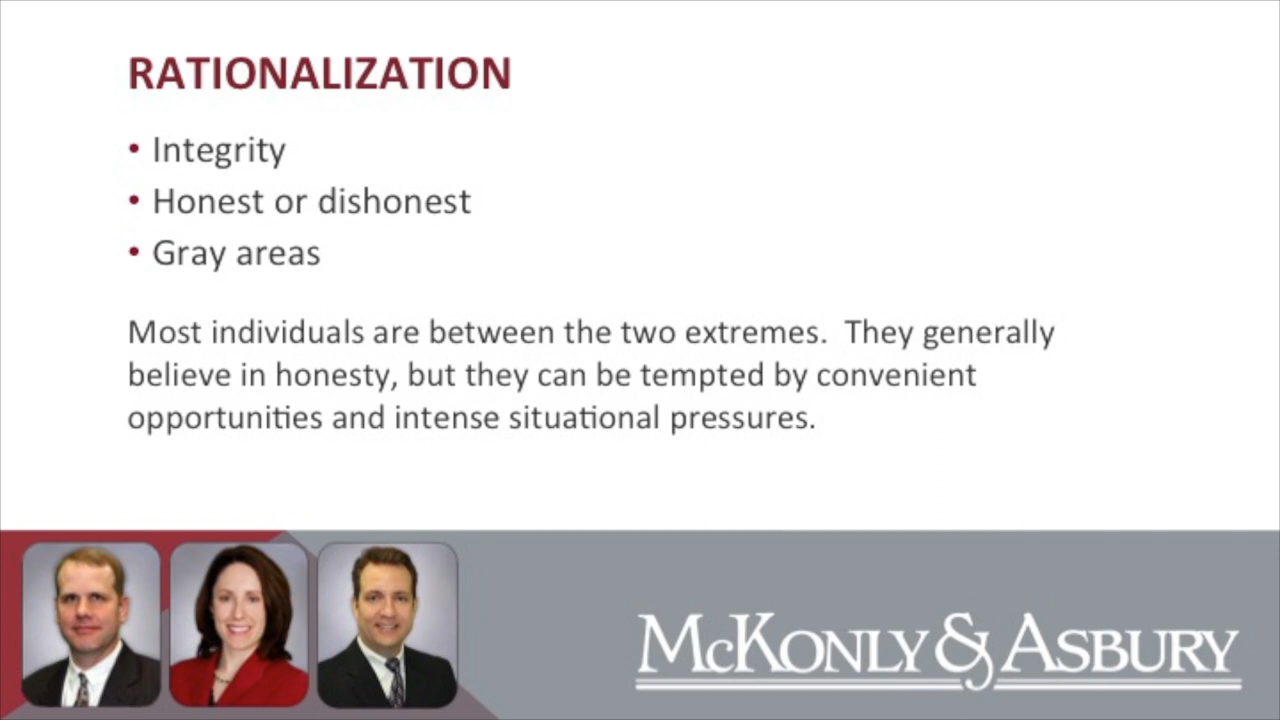 RATIONALIZATION
• Integrity
• Honest or dishonest
• Gray areas
Most individuals are between the two extremes.  They generally
believe in honesty, but they can be tempted by convenient
opportunities and intense situational pressures.
McKonly & Asbury